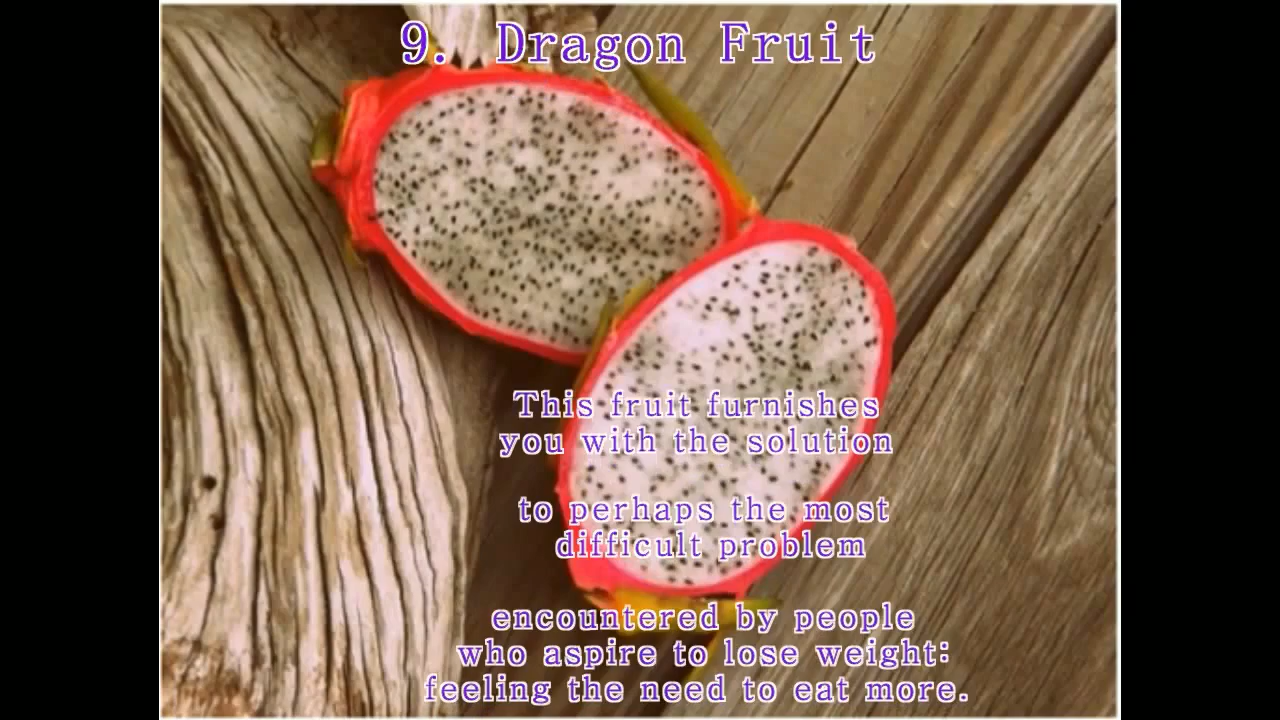 9. Dragon Fruit
This fruit furnishes
you with the solution
to perhaps the most
difficult problem
encountered by people
who aspire to lose weight:
feeling the need to eat more.